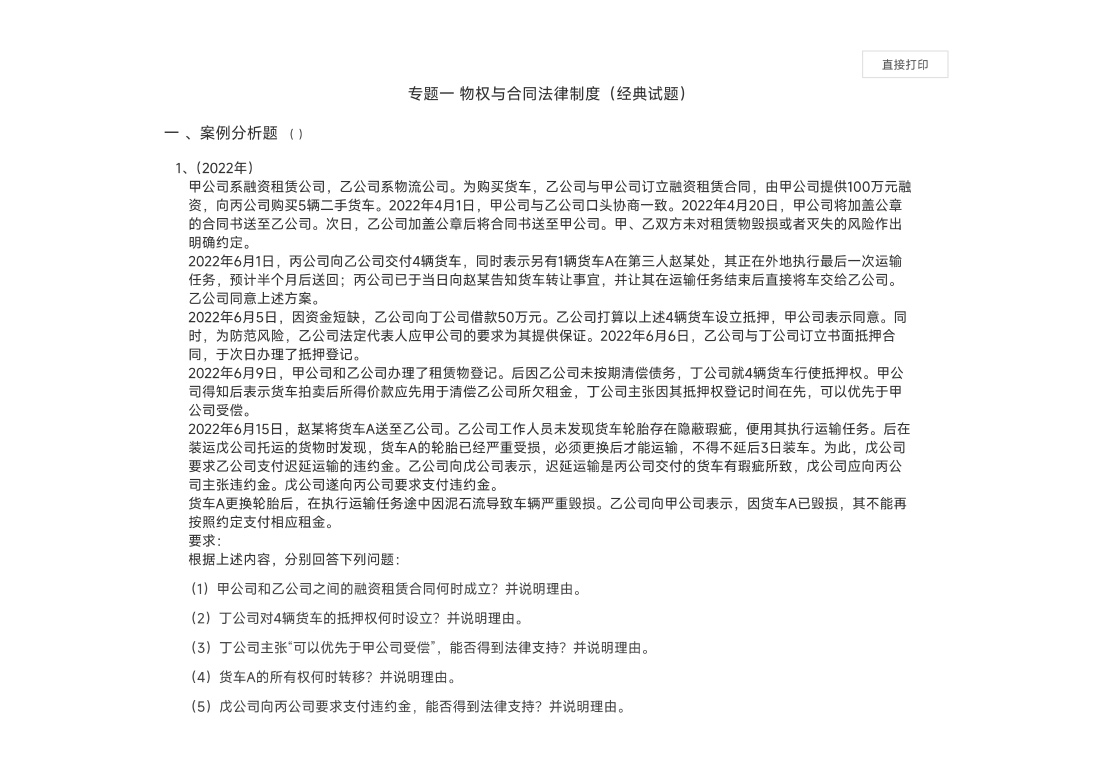 直接打印
专题一 物权与合同法律制度（经典试题）
一 、案例分析题 （ ）
1、（2022年）
甲公司系融资租赁公司，乙公司系物流公司。为购买货车，乙公司与甲公司订立融资租赁合同，由甲公司提供100万元融
资，向丙公司购买5辆二手货车。2022年4月1日，甲公司与乙公司口头协商一致。2022年4月20日，甲公司将加盖公章
的合同书送至乙公司。次日，乙公司加盖公章后将合同书送至甲公司。甲、乙双方未对租赁物毁损或者灭失的风险作出
明确约定。
2022年6月1日，丙公司向乙公司交付4辆货车，同时表示另有1辆货车A在第三人赵某处，其正在外地执行最后一次运输
任务，预计半个月后送回；丙公司已于当日向赵某告知货车转让事宜，并让其在运输任务结束后直接将车交给乙公司。
乙公司同意上述方案。
2022年6月5日，因资金短缺，乙公司向丁公司借款50万元。乙公司打算以上述4辆货车设立抵押，甲公司表示同意。同
时，为防范风险，乙公司法定代表人应甲公司的要求为其提供保证。2022年6月6日，乙公司与丁公司订立书面抵押合
同，于次日办理了抵押登记。
2022年6月9日，甲公司和乙公司办理了租赁物登记。后因乙公司未按期清偿债务，丁公司就4辆货车行使抵押权。甲公
司得知后表示货车拍卖后所得价款应先用于清偿乙公司所欠租金，丁公司主张因其抵押权登记时间在先，可以优先于甲
公司受偿。
2022年6月15日，赵某将货车A送至乙公司。乙公司工作人员未发现货车轮胎存在隐蔽瑕疵，便用其执行运输任务。后在
装运戊公司托运的货物时发现，货车A的轮胎已经严重受损，必须更换后才能运输，不得不延后3日装车。为此，戊公司
要求乙公司支付迟延运输的违约金。乙公司向戊公司表示，迟延运输是丙公司交付的货车有瑕疵所致，戊公司应向丙公
司主张违约金。戊公司遂向丙公司要求支付违约金。
货车A更换轮胎后，在执行运输任务途中因泥石流导致车辆严重毁损。乙公司向甲公司表示，因货车A已毁损，其不能再
按照约定支付相应租金。
要求：
根据上述内容，分别回答下列问题：
（1）甲公司和乙公司之间的融资租赁合同何时成立？并说明理由。
（2）丁公司对4辆货车的抵押权何时设立？并说明理由。
（3）丁公司主张“可以优先于甲公司受偿”，能否得到法律支持？并说明理由。
（4）货车A的所有权何时转移？并说明理由。
（5）戊公司向丙公司要求支付违约金，能否得到法律支持？并说明理由。